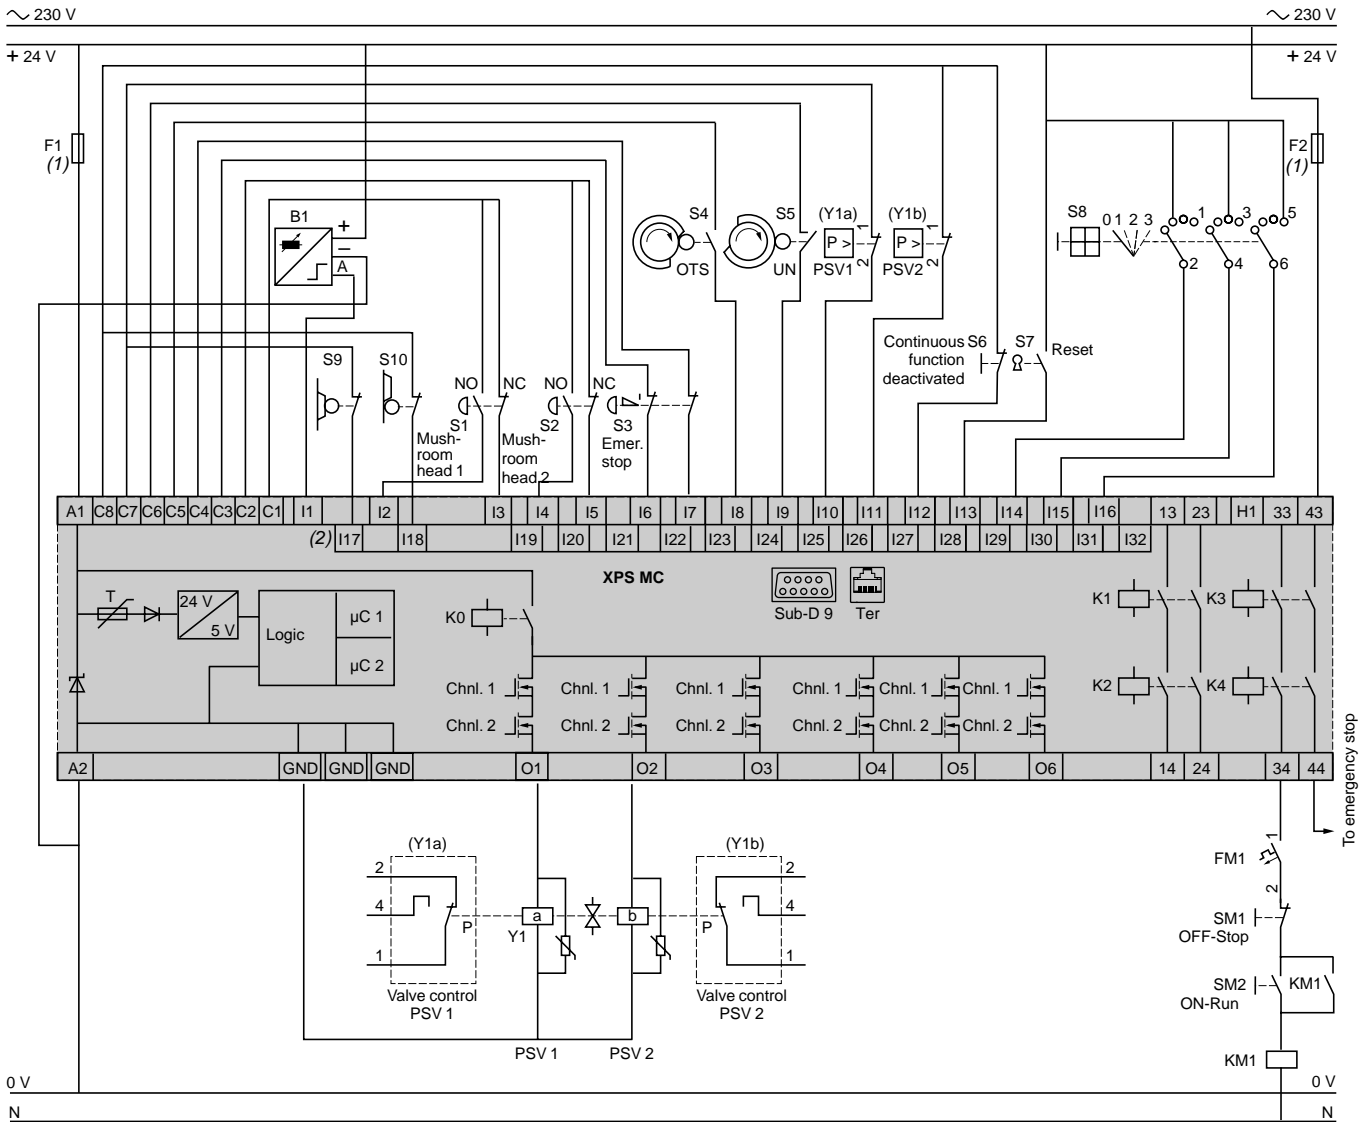 230 V 230 V
+ 24 V + 24 V
F1
(1)
F2
(1)
B1
+
–
A
S4
OTS
S5
UN
(Y1a)
P >
PSV1
1
2
(Y1b)
P >
PSV2
1
2
S8
0 1 2 3
1 3 5
2 4 6
Continuous
function
deactivated
S6
S7
Reset
S9
S10
NO NC
S1
Mush-
room
head 1
NO NC
S2
Mush-
room
head 2
S3
Emer.
stop
A1 C8 C7 C6 C5 C4 C3 C2 C1 I1 I2 I3 I4 I5 I6 I7 I8 I9 I10 I11 I12 I13 I14 I15 I16 13 23 H1 33 43
(2) I17 I18 I19 I20 I21 I22 I23 I24 I25 I26 I27 I28 I29 I30 I31 I32
XPS MC
Sub-D 9
Ter
T
24 V
5 V
Logic
µC 1
µC 2
K0
K1 K3
K2 K4
Chnl. 1 Chnl. 1 Chnl. 1 Chnl. 1 Chnl. 1 Chnl. 1
Chnl. 2 Chnl. 2 Chnl. 2 Chnl. 2 Chnl. 2 Chnl. 2
A2 GND GND GND O1 O2 O3 O4 O5 O6 14 24 34 44
To emergency stop
(Y1a)
2
4
1
P
Valve control
PSV 1
a
Y1
b
(Y1b)
2
4
1
P
Valve control
PSV 2
PSV 1 PSV 2
1
FM1
2
SM1
OFF-Stop
SM2
ON-Run
KM1
KM1
0 V 0 V
N N